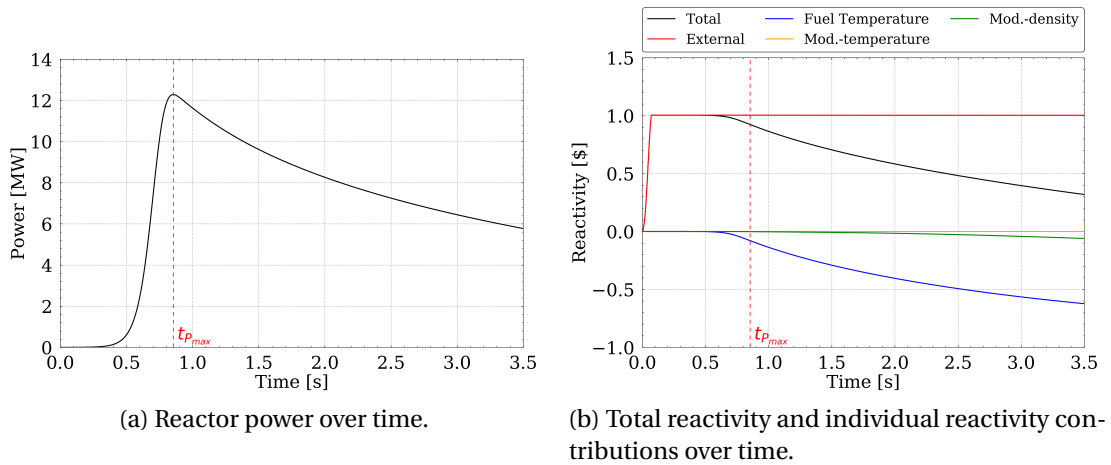 Total
Fuel Temperature
Mod.-density
External
Mod.-temperature
14
12
10
8
6
4
2
0
Power [MW]
t_{P_{max}}
0.0 0.5 1.0 1.5 2.0 2.5 3.0 3.5
Time [s]
1.5
1.0
0.5
0.0
−0.5
−1.0
Reactivity [$]
t_{P_{max}}
0.0 0.5 1.0 1.5 2.0 2.5 3.0 3.5
Time [s]
(a) Reactor power over time.
(b) Total reactivity and individual reactivity con-
tributions over time.